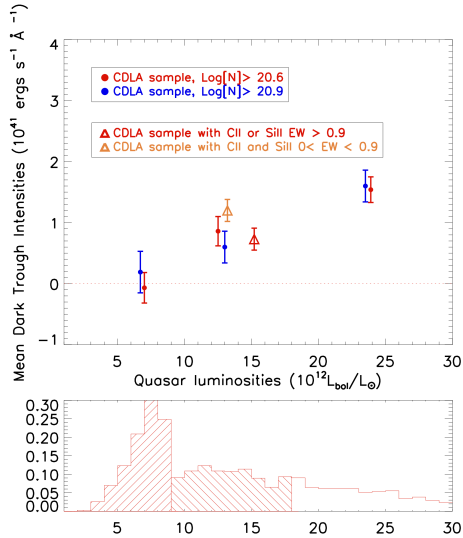 Mean Dark Trough Intensities (10⁴¹ ergs s⁻¹ Å ⁻¹)
4
3
2
1
0
−1
CDLA sample, Log[N]> 20.6
CDLA sample, Log[N]> 20.9
CDLA sample with CII or SiII EW > 0.9
CDLA sample with CII and SiII 0< EW < 0.9
5 10 15 20 25 30
Quasar luminosities (10¹²L_bol/L_⊙)
0.30
0.25
0.20
0.15
0.10
0.05
0.00
5 10 15 20 25 30